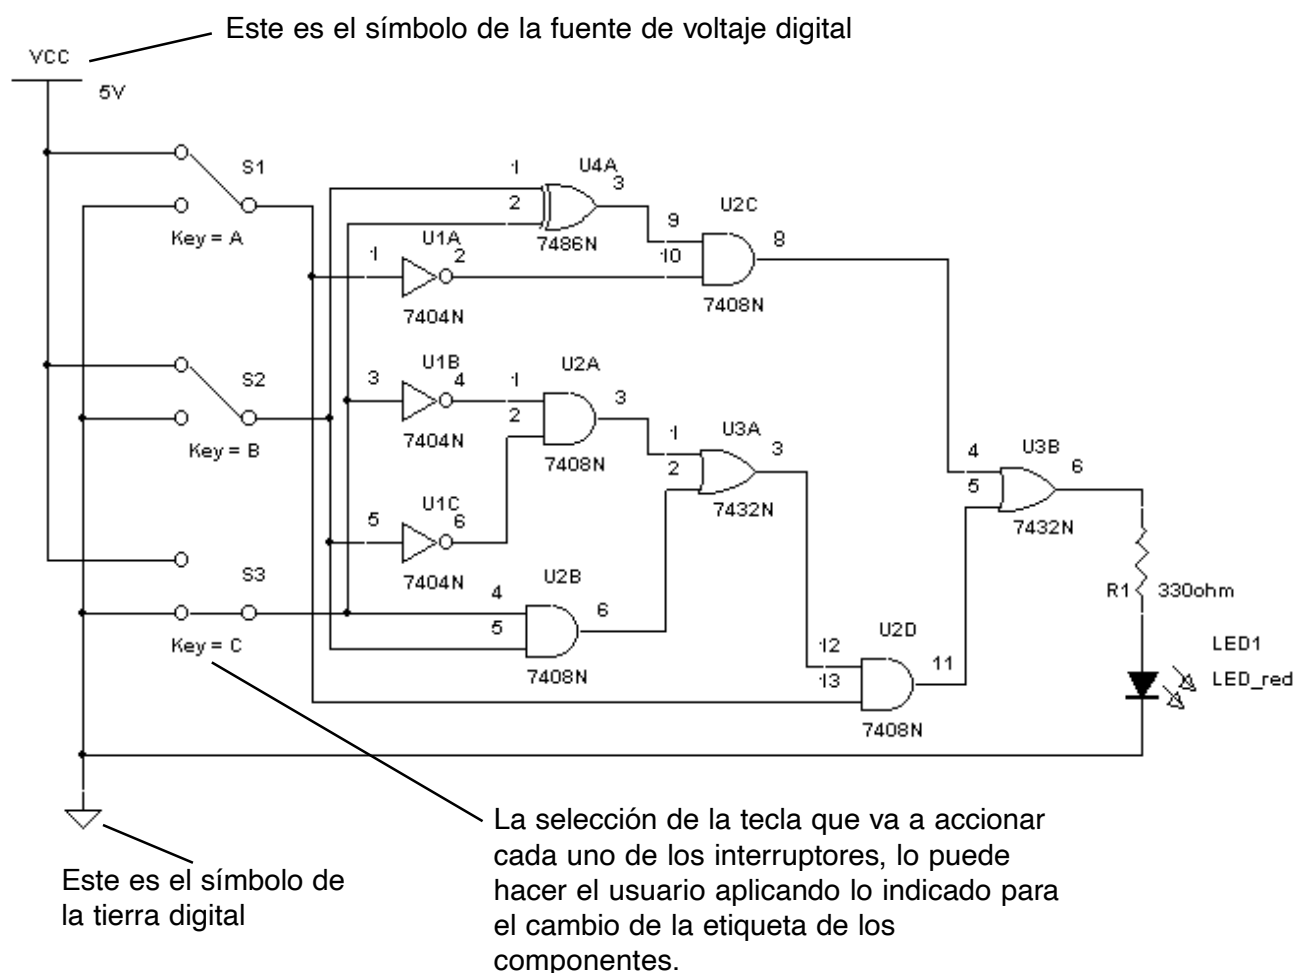 Este es el símbolo de la fuente de voltaje digital
VCC
5V
S1
Key = A
1
U4A
3
2
7486N
U2C
9
8
10
7408N
U1A
1
2
7404N
S2
Key = B
U1B
3
4
7404N
U2A
1
3
2
7408N
U3A
1
3
2
7432N
U3B
4
6
5
7432N
U1C
5
6
7404N
S3
Key = C
U2B
4
6
5
7408N
U2D
12
11
13
7408N
R1
330ohm
LED1
LED_red
Este es el símbolo de
la tierra digital
La selección de la tecla que va a accionar
cada uno de los interruptores, lo puede
hacer el usuario aplicando lo indicado para
el cambio de la etiqueta de los
componentes.